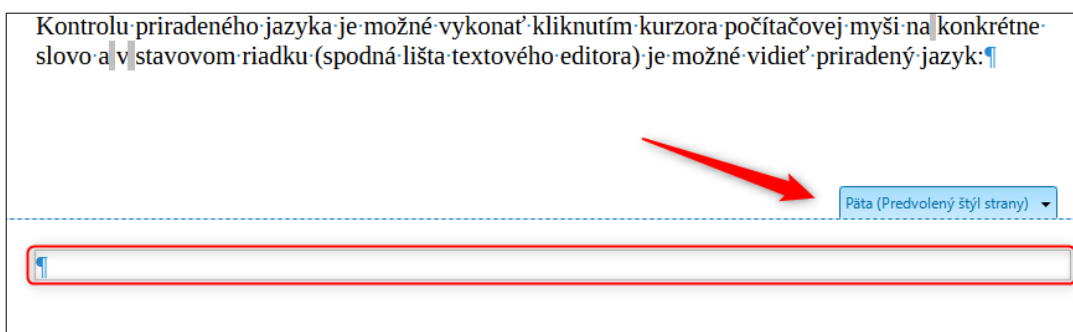 Kontrolu priradeného jazyka je možné vykonať kliknutím kurzora počítačovej myši na konkrétne
slovo a v stavovom riadku (spodná lišta textového editora) je možné vidieť priradený jazyk:¶
Päta (Predvolený štýl strany)
¶